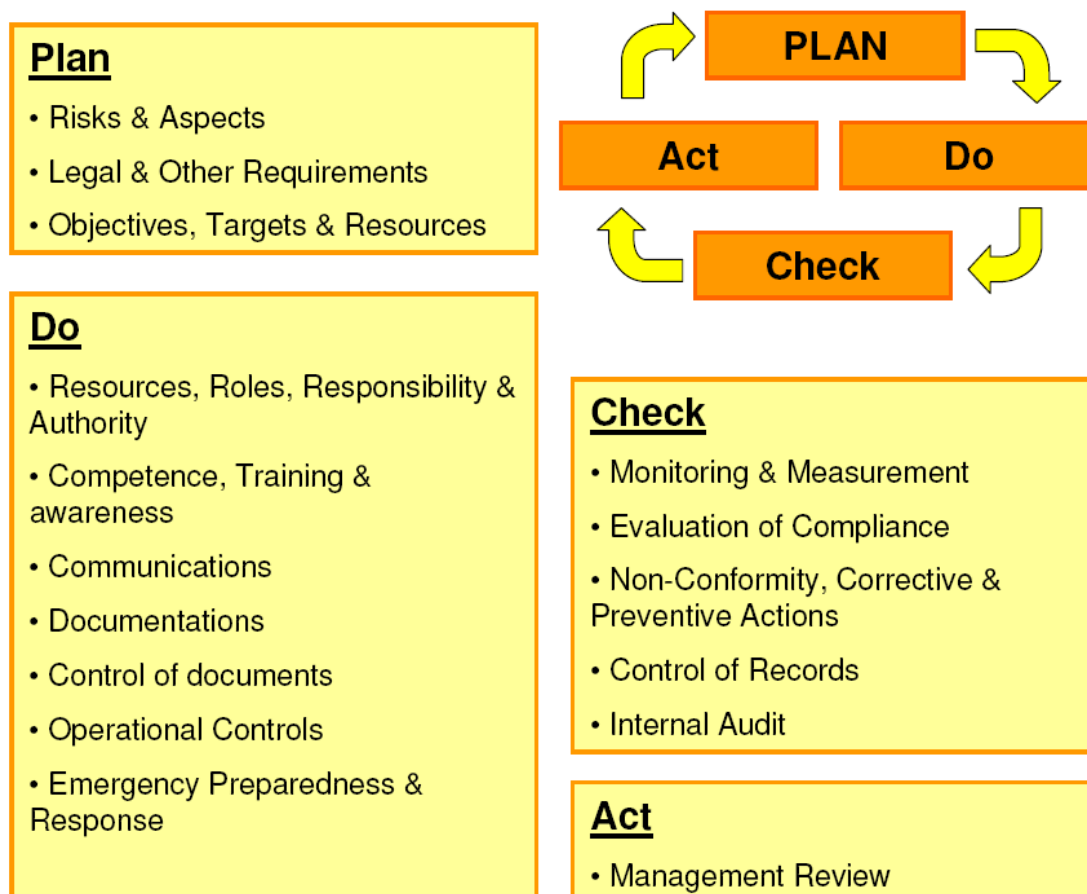 Plan
• Risks & Aspects
• Legal & Other Requirements
• Objectives, Targets & Resources
PLAN
Act
Do
Check
Do
• Resources, Roles, Responsibility &
Authority
• Competence, Training &
awareness
• Communications
• Documentations
• Control of documents
• Operational Controls
• Emergency Preparedness &
Response
Check
• Monitoring & Measurement
• Evaluation of Compliance
• Non-Conformity, Corrective &
Preventive Actions
• Control of Records
• Internal Audit
Act
• Management Review